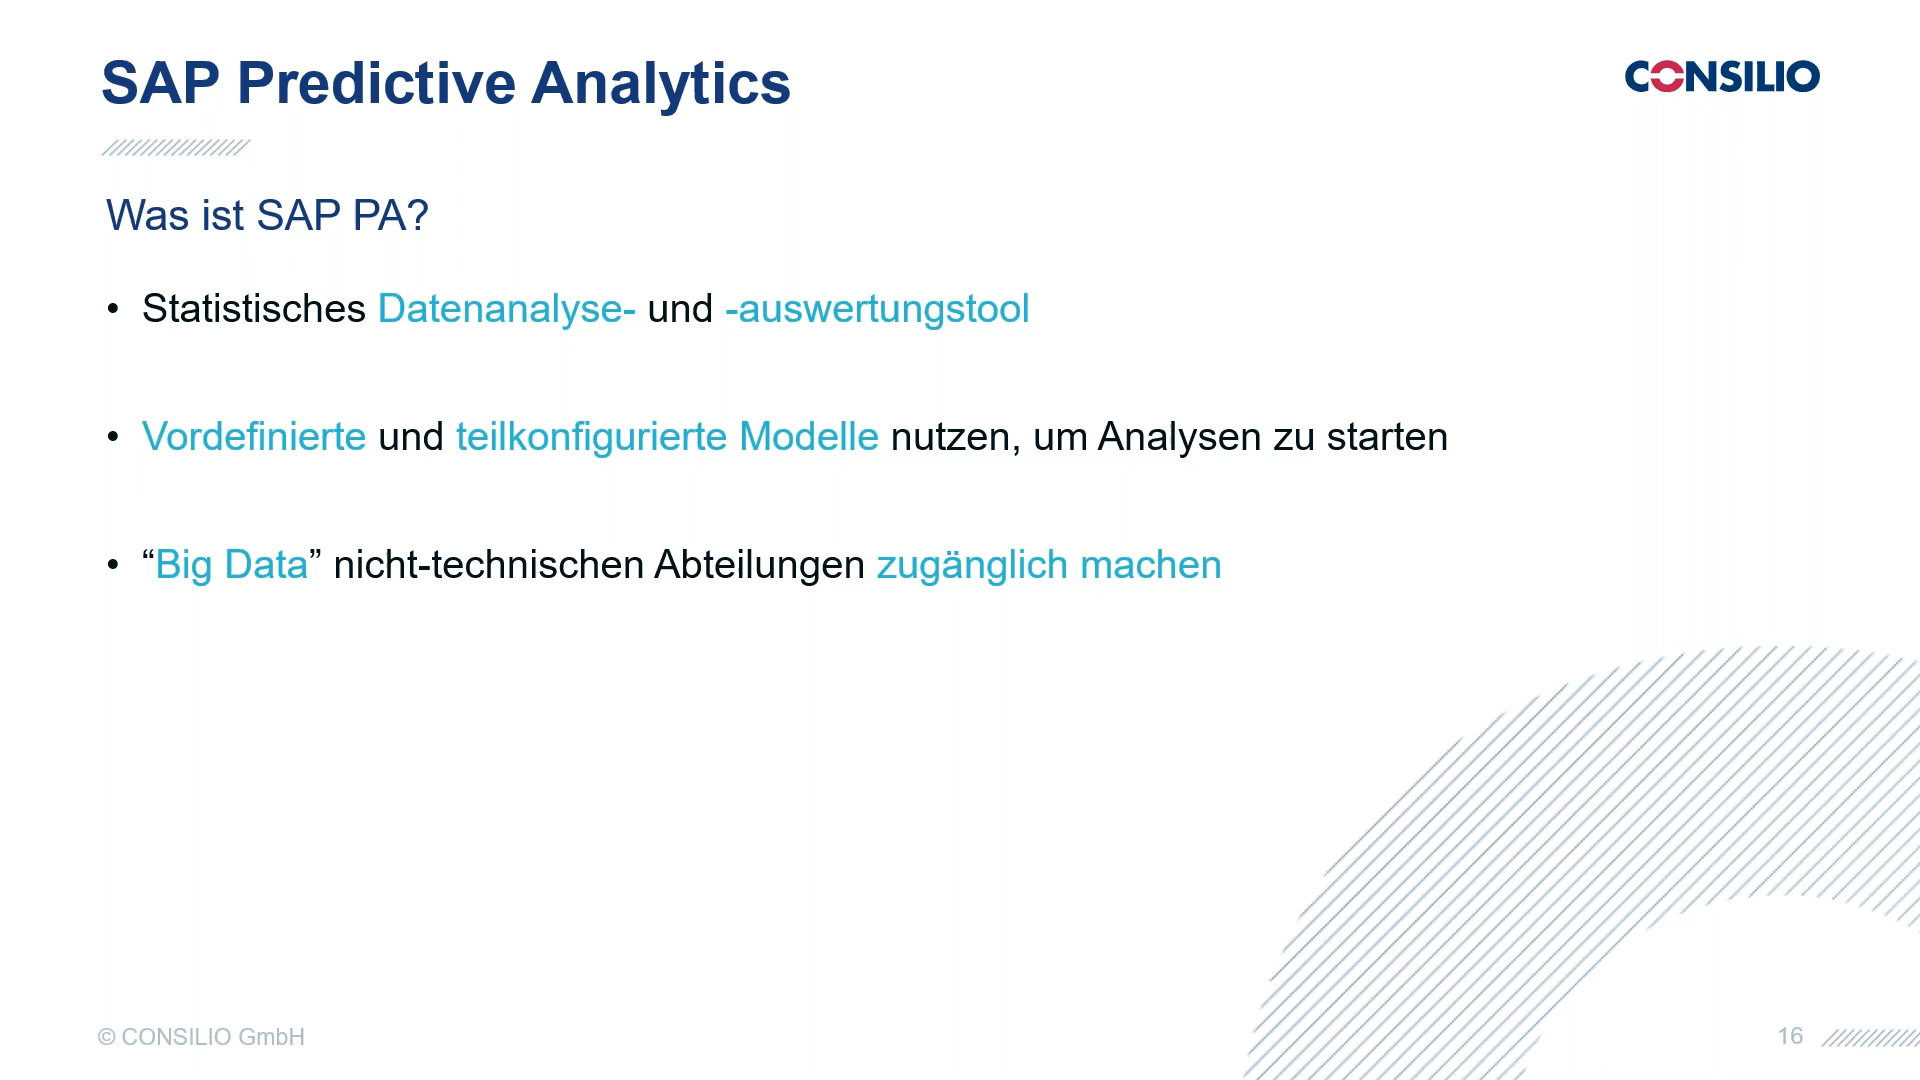 SAP Predictive Analytics
CONSILIO
Was ist SAP PA?
• Statistisches Datenanalyse- und -auswertungstool
• Vordefinierte und teilkonfigurierte Modelle nutzen, um Analysen zu starten
• “Big Data” nicht-technischen Abteilungen zugänglich machen
© CONSILIO GmbH
16